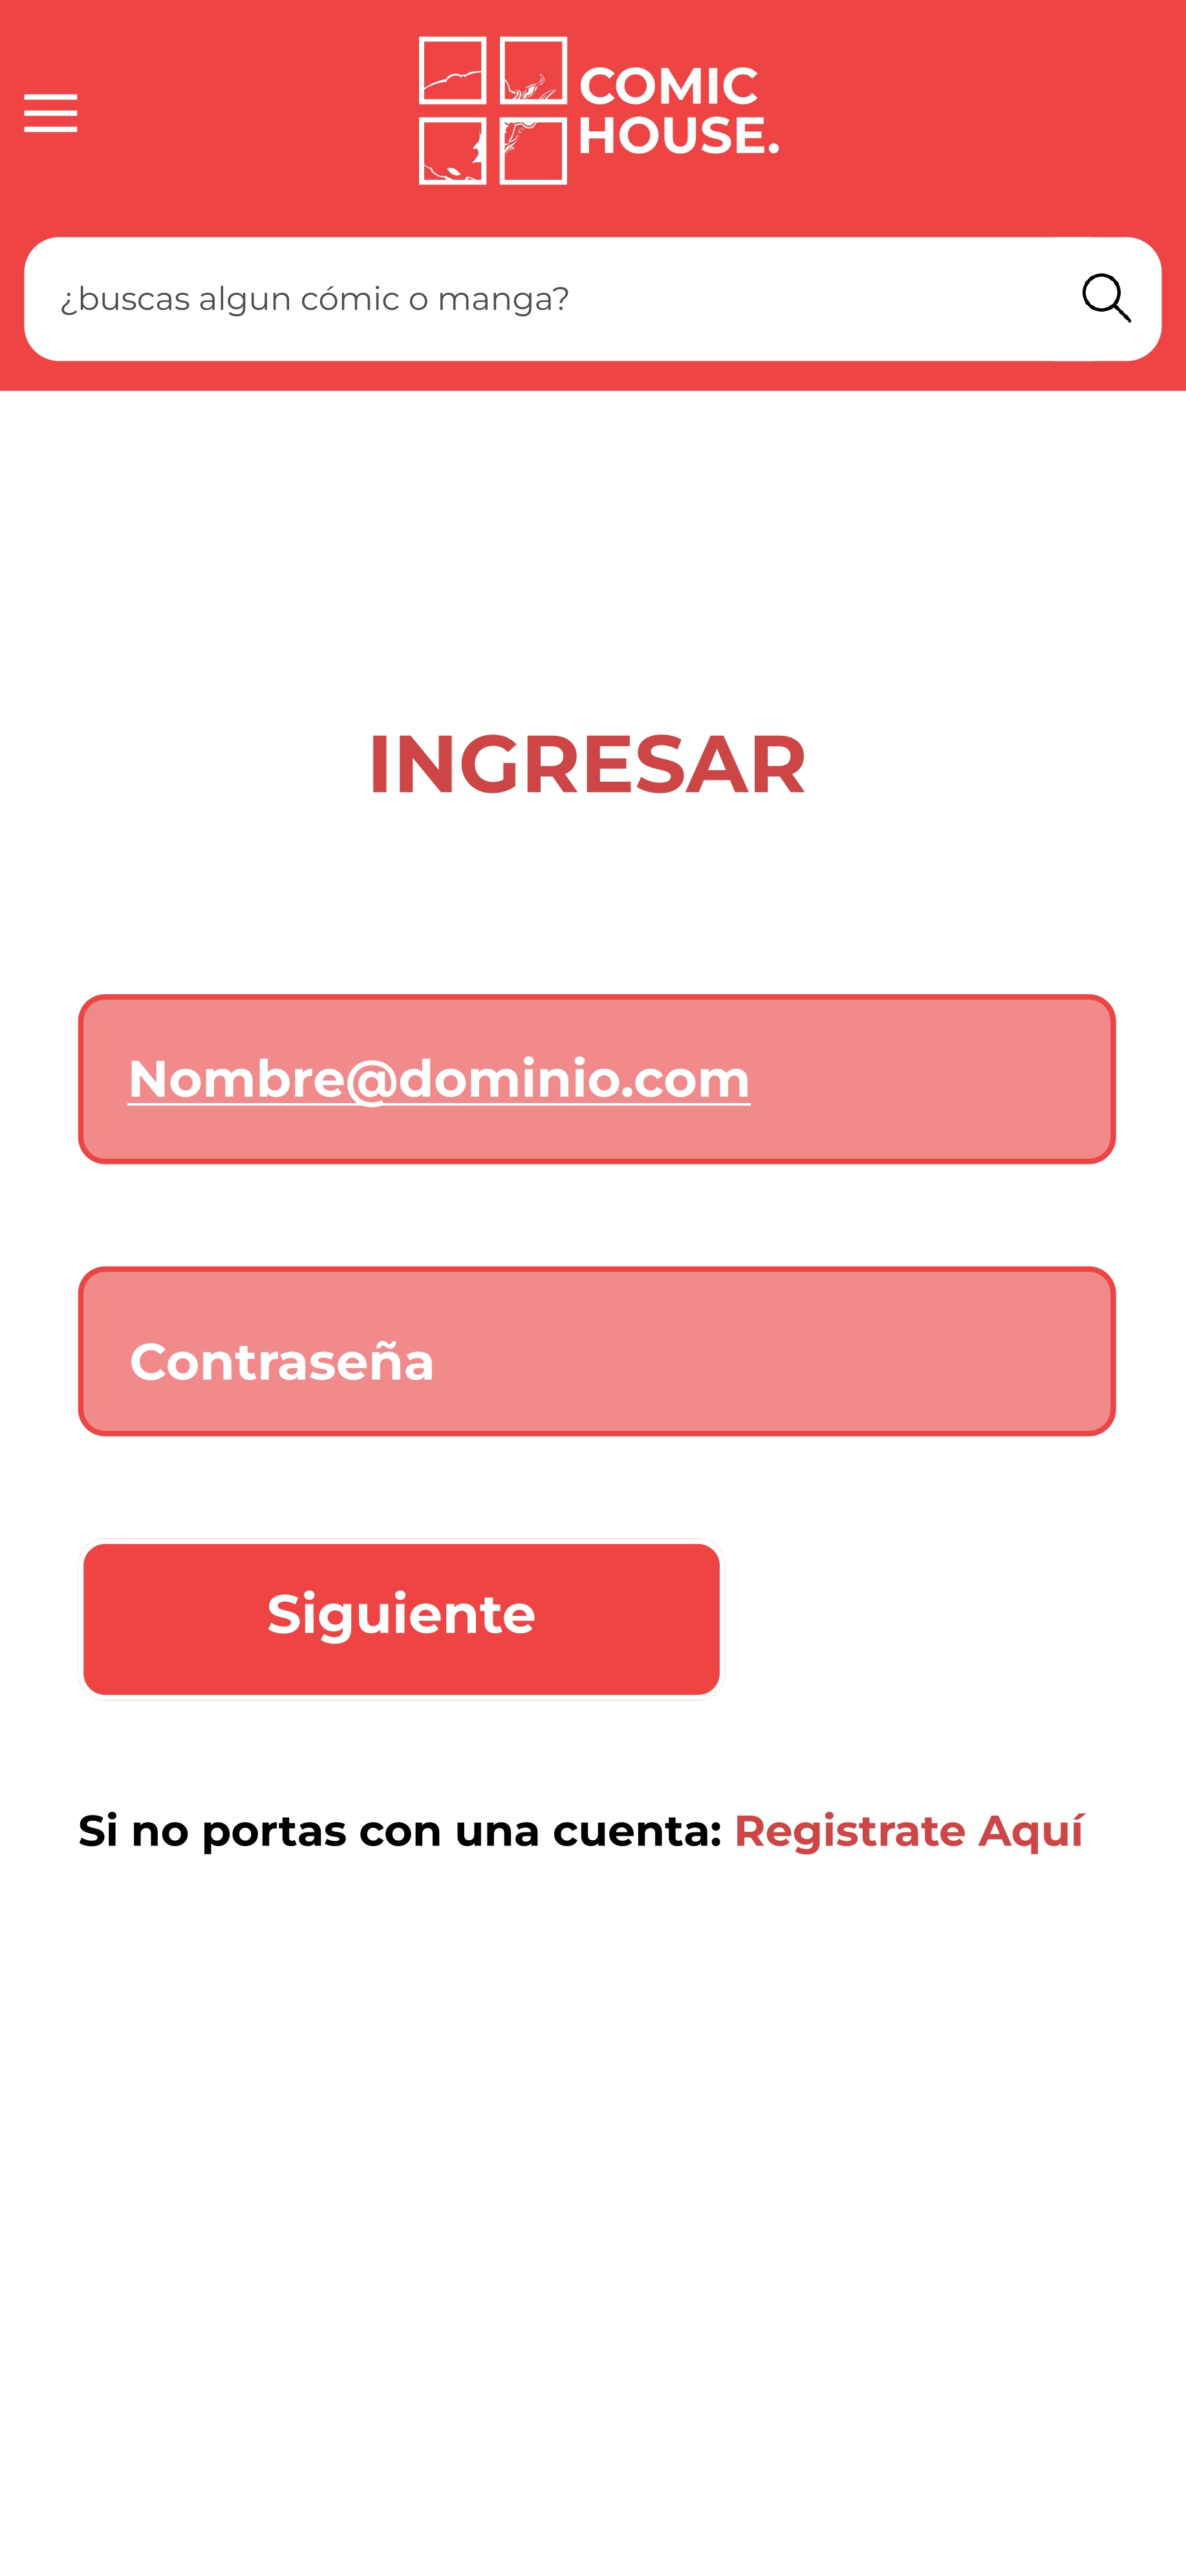 COMIC
HOUSE.
¿buscas algun cómic o manga?
INGRESAR
Nombre@dominio.com
Contraseña
Siguiente
Si no portas con una cuenta: Registrate Aquí